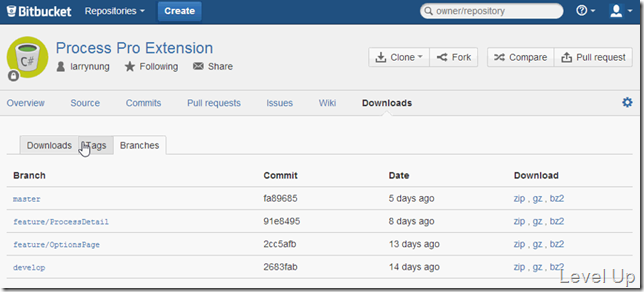 Bitbucket Repositories Create owner/repository
C#
Process Pro Extension
larrynung Following Share
Clone Fork Compare Pull request
Overview Source Commits Pull requests Issues Wiki Downloads
Downloads Tags Branches
Branch Commit Date Download
master fa89685 5 days ago zip , gz , bz2
feature/ProcessDetail 91e8495 8 days ago zip , gz , bz2
feature/OptionsPage 2cc5afb 13 days ago zip , gz , bz2
develop 2683fab 14 days ago zip , gz , bz2
Level Up